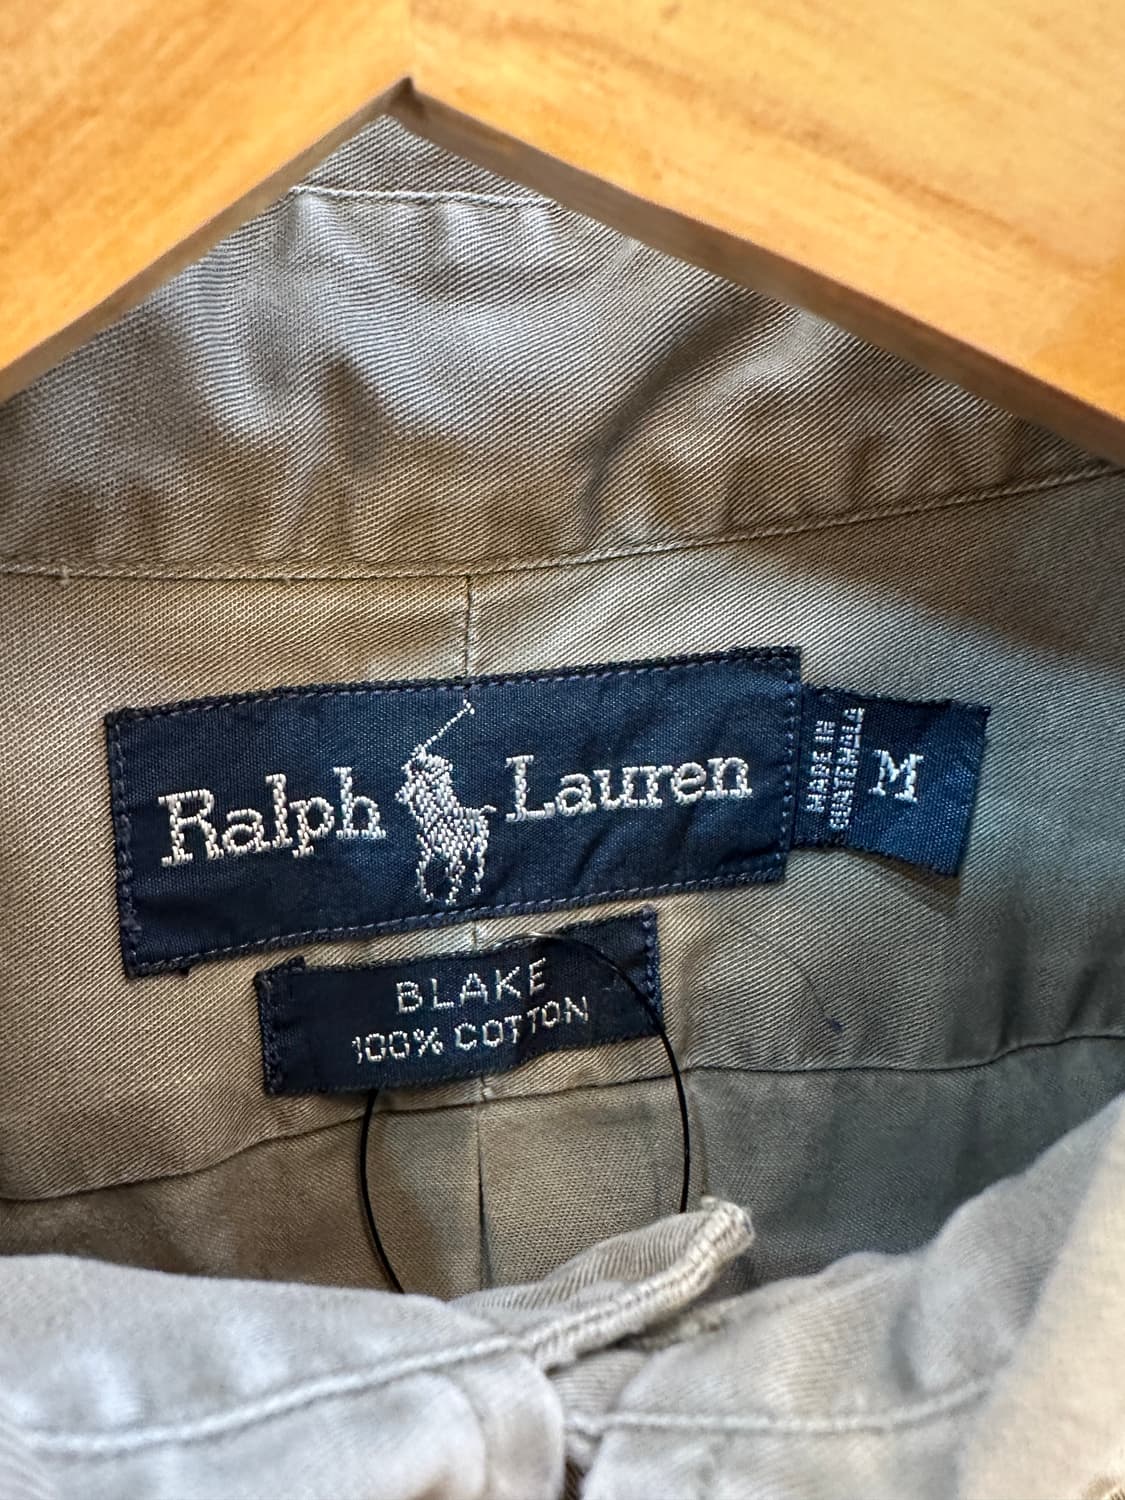 Ralph Lauren
MADE IN
GUATEMALA
M
BLAKE
100% COTTON